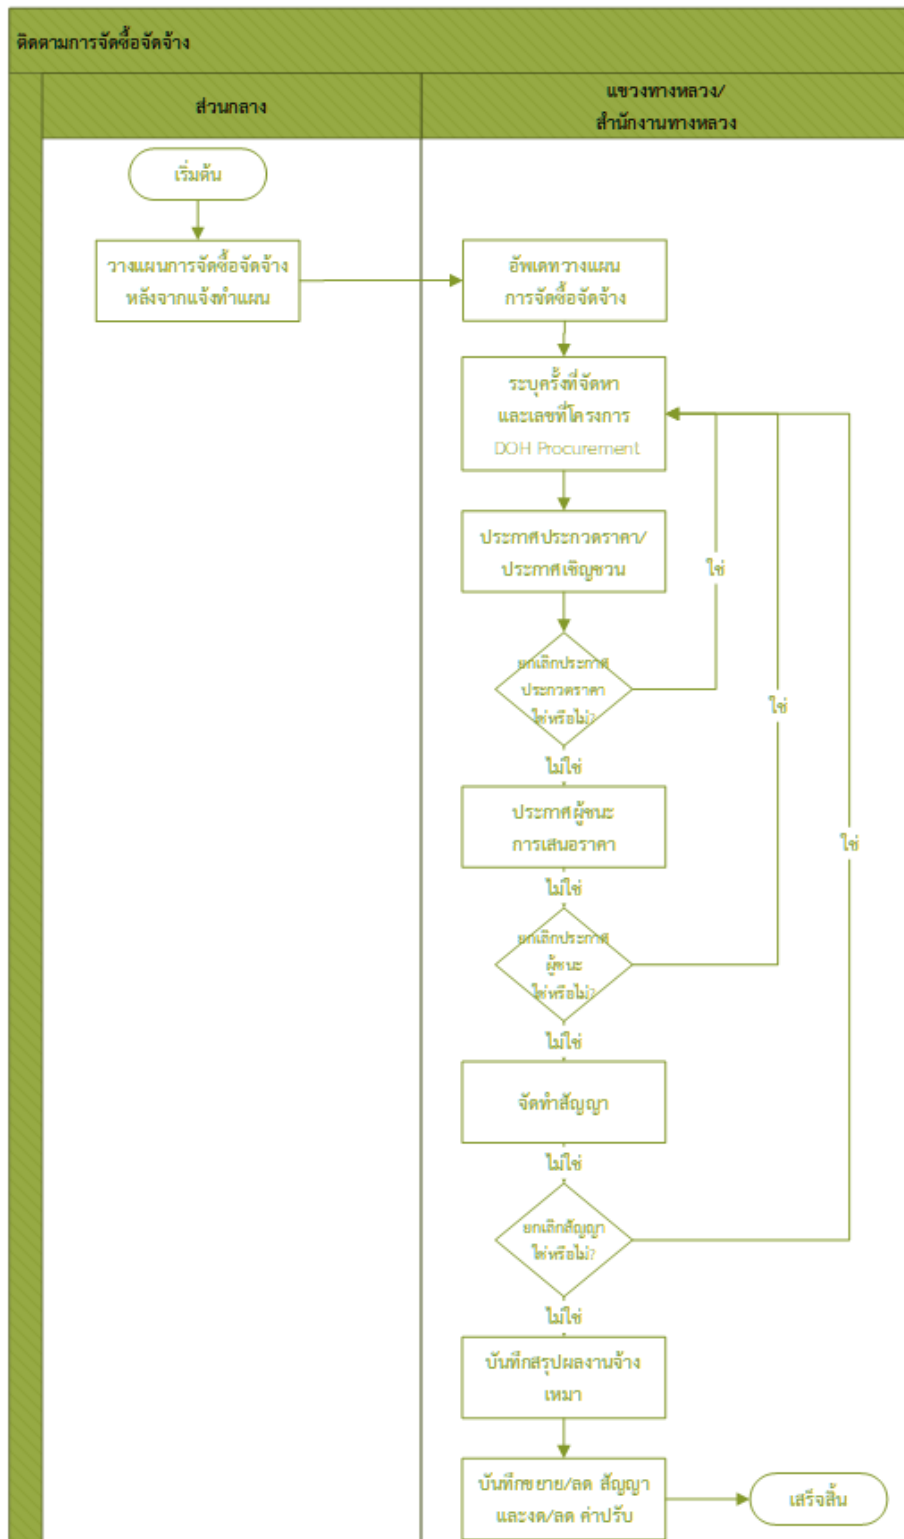 ติดตามการจัดซื้อจัดจ้าง
ส่วนกลาง
แขวงทางหลวง/
สำนักงานทางหลวง
เริ่มต้น
วางแผนการจัดซื้อจัดจ้าง
หลังจากแจ้งทำแผน
อัพเดทวางแผน
การจัดซื้อจัดจ้าง
ระบุครั้งที่จัดหา
และเลขที่โครงการ
DOH Procurement
ประกาศประกวดราคา/
ประกาศเชิญชวน
ใช่
ยกเลิกประกาศ
ประกวดราคา
ใช่หรือไม่?
ใช่
ไม่ใช่
ประกาศผู้ชนะ
การเสนอราคา
ใช่
ไม่ใช่
ยกเลิกประกาศ
ผู้ชนะ
ใช่หรือไม่?
ไม่ใช่
จัดทำสัญญา
ไม่ใช่
ยกเลิกสัญญา
ใช่หรือไม่?
ไม่ใช่
บันทึกสรุปผลงานจ้าง
เหมา
บันทึกขยาย/ลด สัญญา
และงด/ลด ค่าปรับ
เสร็จสิ้น